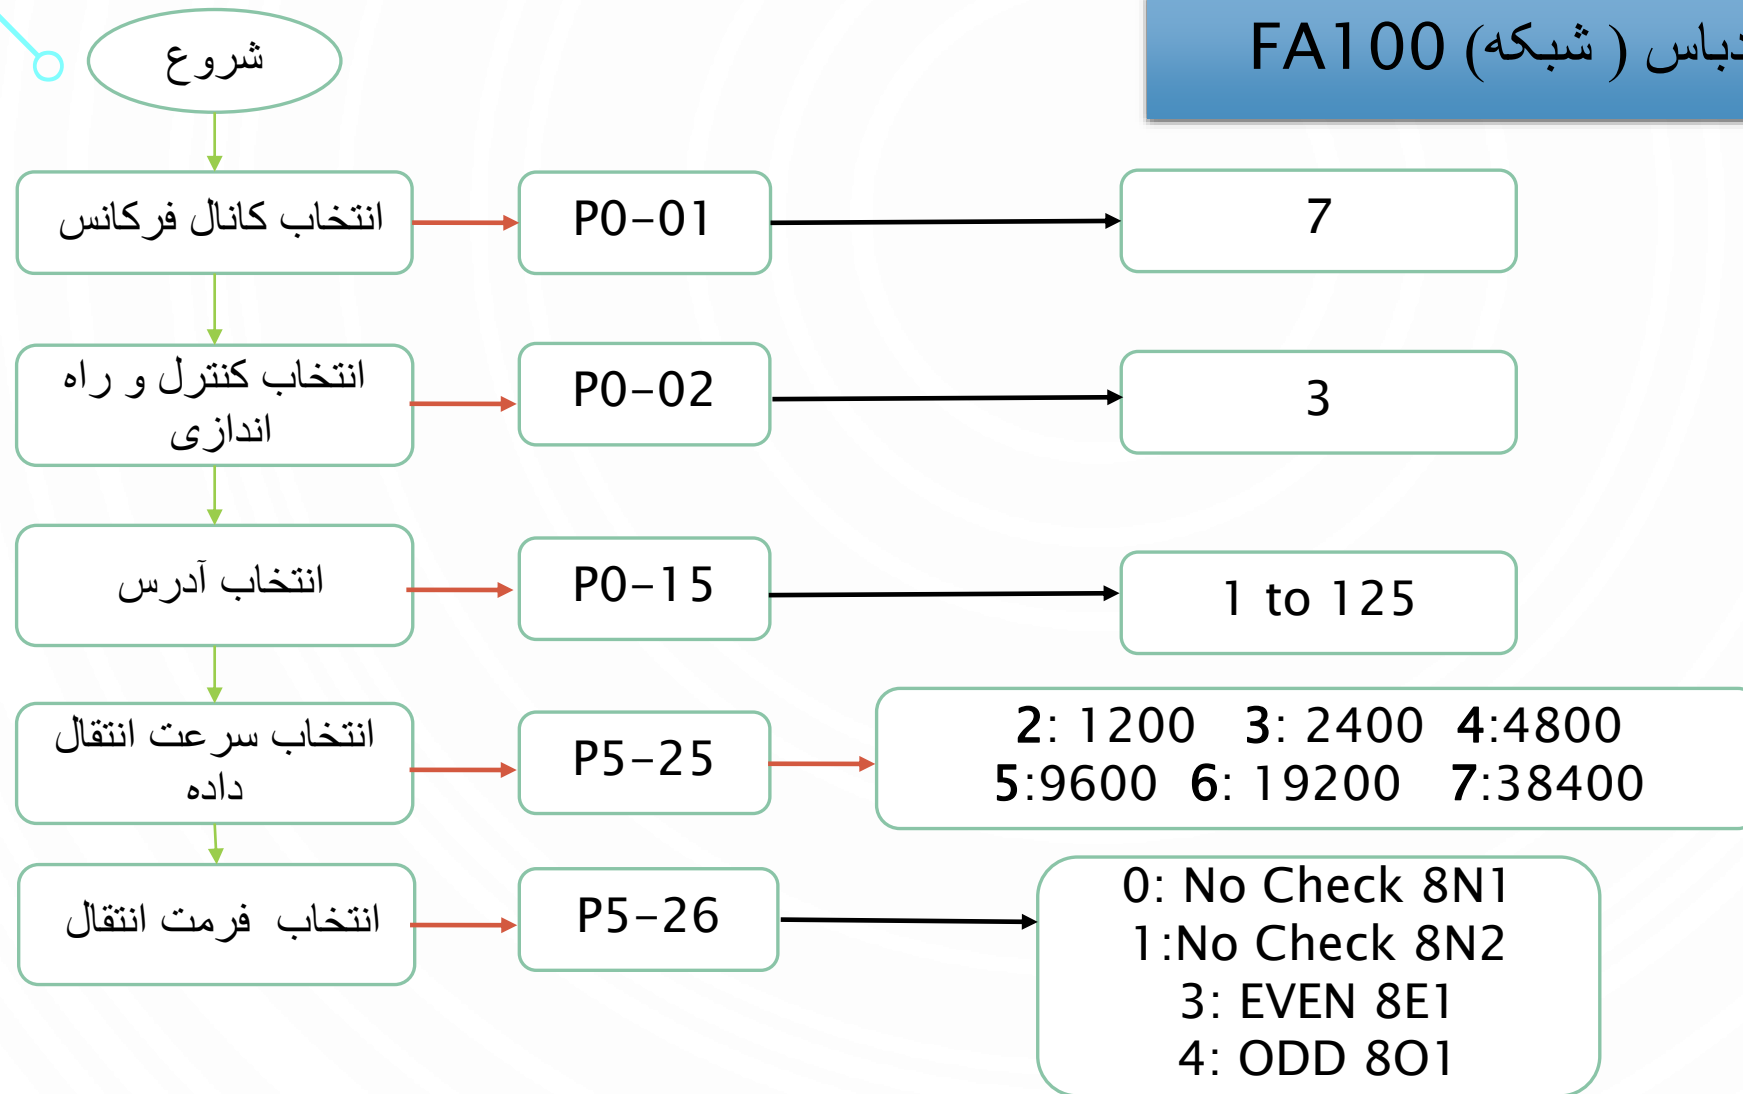 دباس ( شبکه) FA100
شروع
انتخاب کانال فرکانس
P0-01
7
انتخاب کنترل و راه
اندازی
P0-02
3
انتخاب آدرس
P0-15
1 to 125
انتخاب سرعت انتقال
داده
P5-25
2: 1200 3: 2400 4:4800
5:9600 6: 19200 7:38400
انتخاب فرمت انتقال
P5-26
0: No Check 8N1
1:No Check 8N2
3: EVEN 8E1
4: ODD 8O1